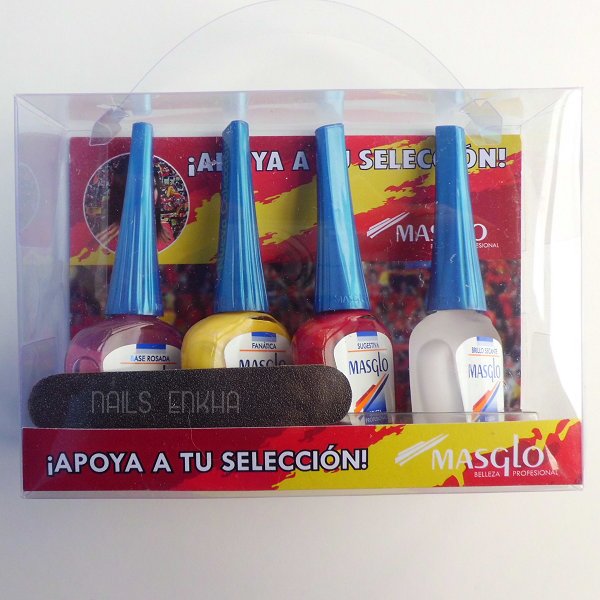 ¡APOYA A TU SELECCIÓN!
MASGLO
PROFESIONAL
BASE ROSADA
FANÁTICA
MASGLO
SUGESTIVA
MASGLO
BRILLO SECANTE
MASGLO
NAILS ENKHA
¡APOYA A TU SELECCIÓN!
MASGLO
BELLEZA PROFESIONAL